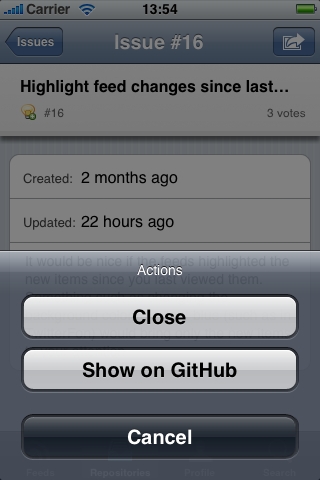 Carrier 13:54
Issues Issue #16
Highlight feed changes since last…
#16 3 votes
Created: 2 months ago
Updated: 22 hours ago
It would be nice if the feeds highlighted the
new items since you last viewed them.
Actions
Close
Show on GitHub
Cancel
Feeds Repositories Profile Search